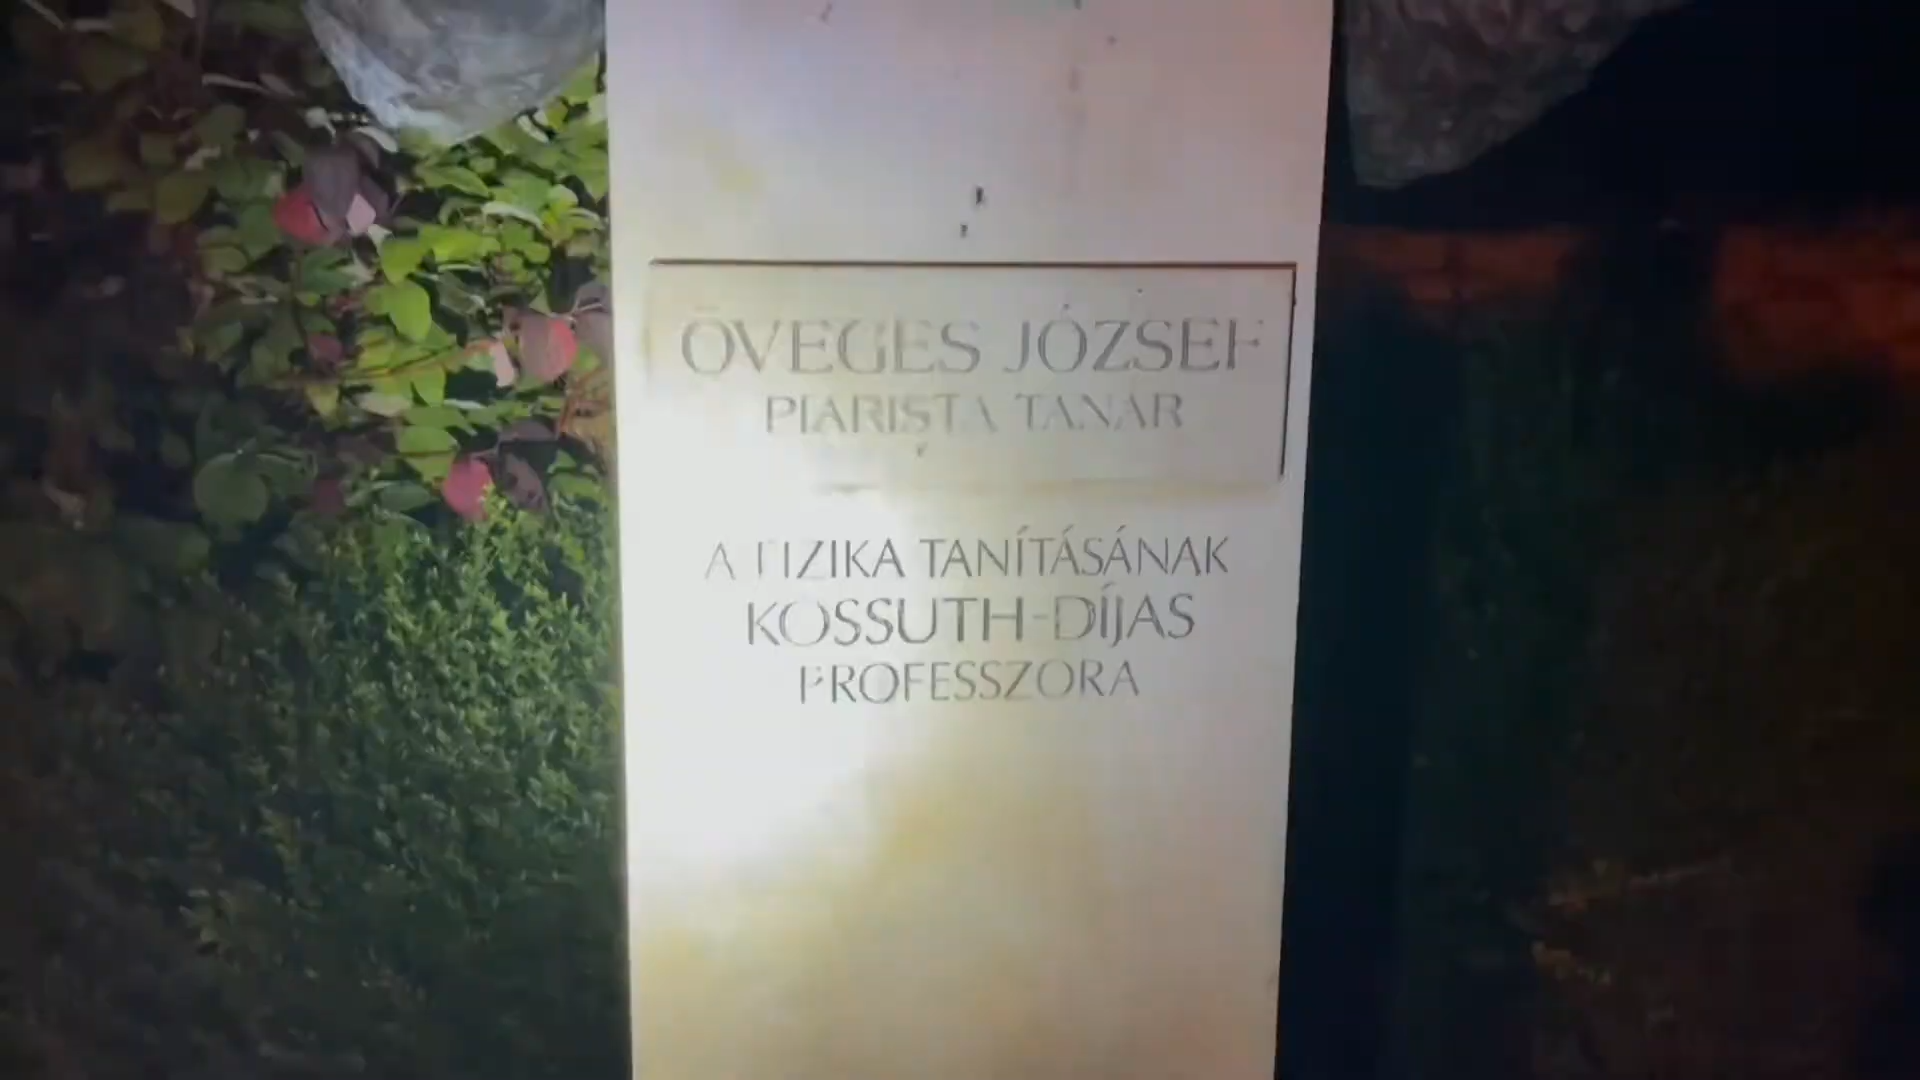 ÖVEGES JÓZSEF
PIARISTA TANÁR
A FIZIKA TANÍTÁSÁNAK
KOSSUTH-DÍJAS
PROFESSZORA